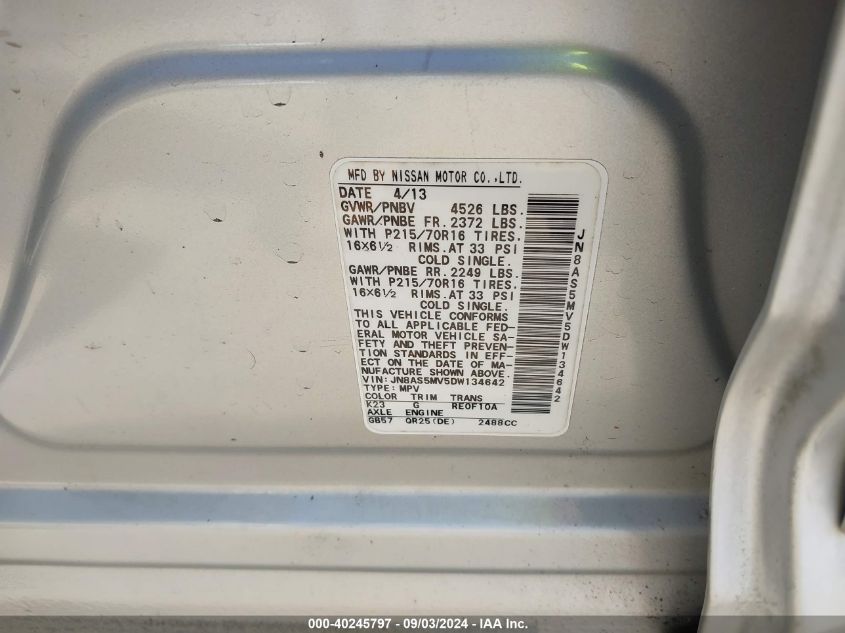 MFD BY NISSAN MOTOR CO.,LTD.
DATE 4/13
GVWR/PNBV 4526 LBS.
GAWR/PNBE FR. 2372 LBS.
WITH P215/70R16 TIRES.
16X6½ RIMS. AT 33 PSI
COLD SINGLE.
GAWR/PNBE RR. 2249 LBS.
WITH P215/70R16 TIRES.
16X6½ RIMS. AT 33 PSI
COLD SINGLE.
THIS VEHICLE CONFORMS
TO ALL APPLICABLE FED-
ERAL MOTOR VEHICLE SA-
FETY AND THEFT PREVEN-
TION STANDARDS IN EFF-
ECT ON THE DATE OF MA-
NUFACTURE SHOWN ABOVE.
VIN: JN8AS5MV5DW134642
TYPE: MPV
COLOR TRIM TRANS
K23 G RE0F10A
AXLE ENGINE
GB57 QR25(DE) 2488CC
JN8AS5MV5DW134642
000-40245797 - 09/03/2024 - IAA Inc.